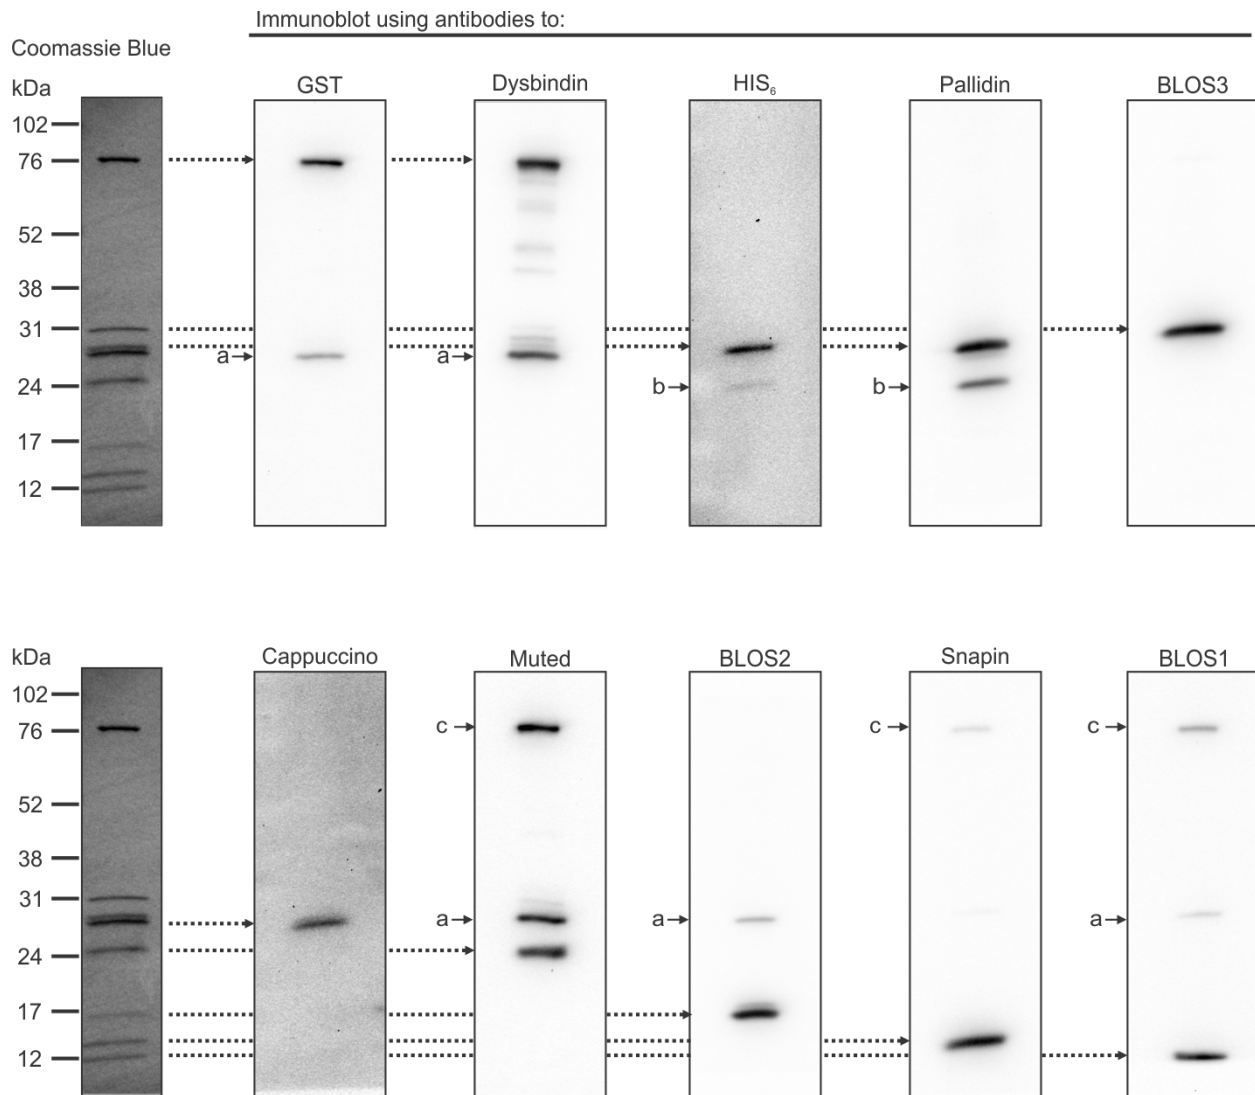 Immunoblot using antibodies to:
Coomassie Blue
kDa GST Dysbindin HIS₆ Pallidin BLOS3
102
76
52
38
31
a a
24 b b
17
12
kDa Cappuccino Muted BLOS2 Snapin BLOS1
102
76 c c c
52
38
31
a a a
24
17
12